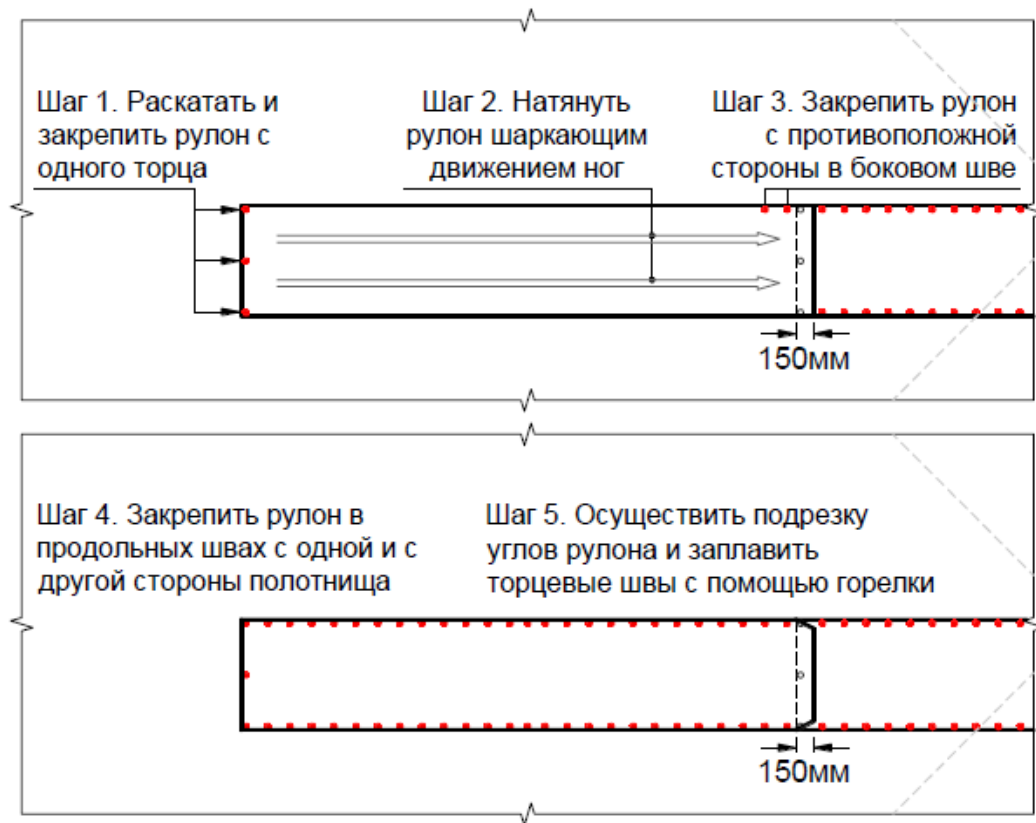 Шаг 1. Раскатать и
закрепить рулон с
одного торца
Шаг 2. Натянуть
рулон шаркающим
движением ног
Шаг 3. Закрепить рулон
с противоположной
стороны в боковом шве
150мм
Шаг 4. Закрепить рулон в
продольных швах с одной и с
другой стороны полотнища
Шаг 5. Осуществить подрезку
углов рулона и заплавить
торцевые швы с помощью горелки
150мм